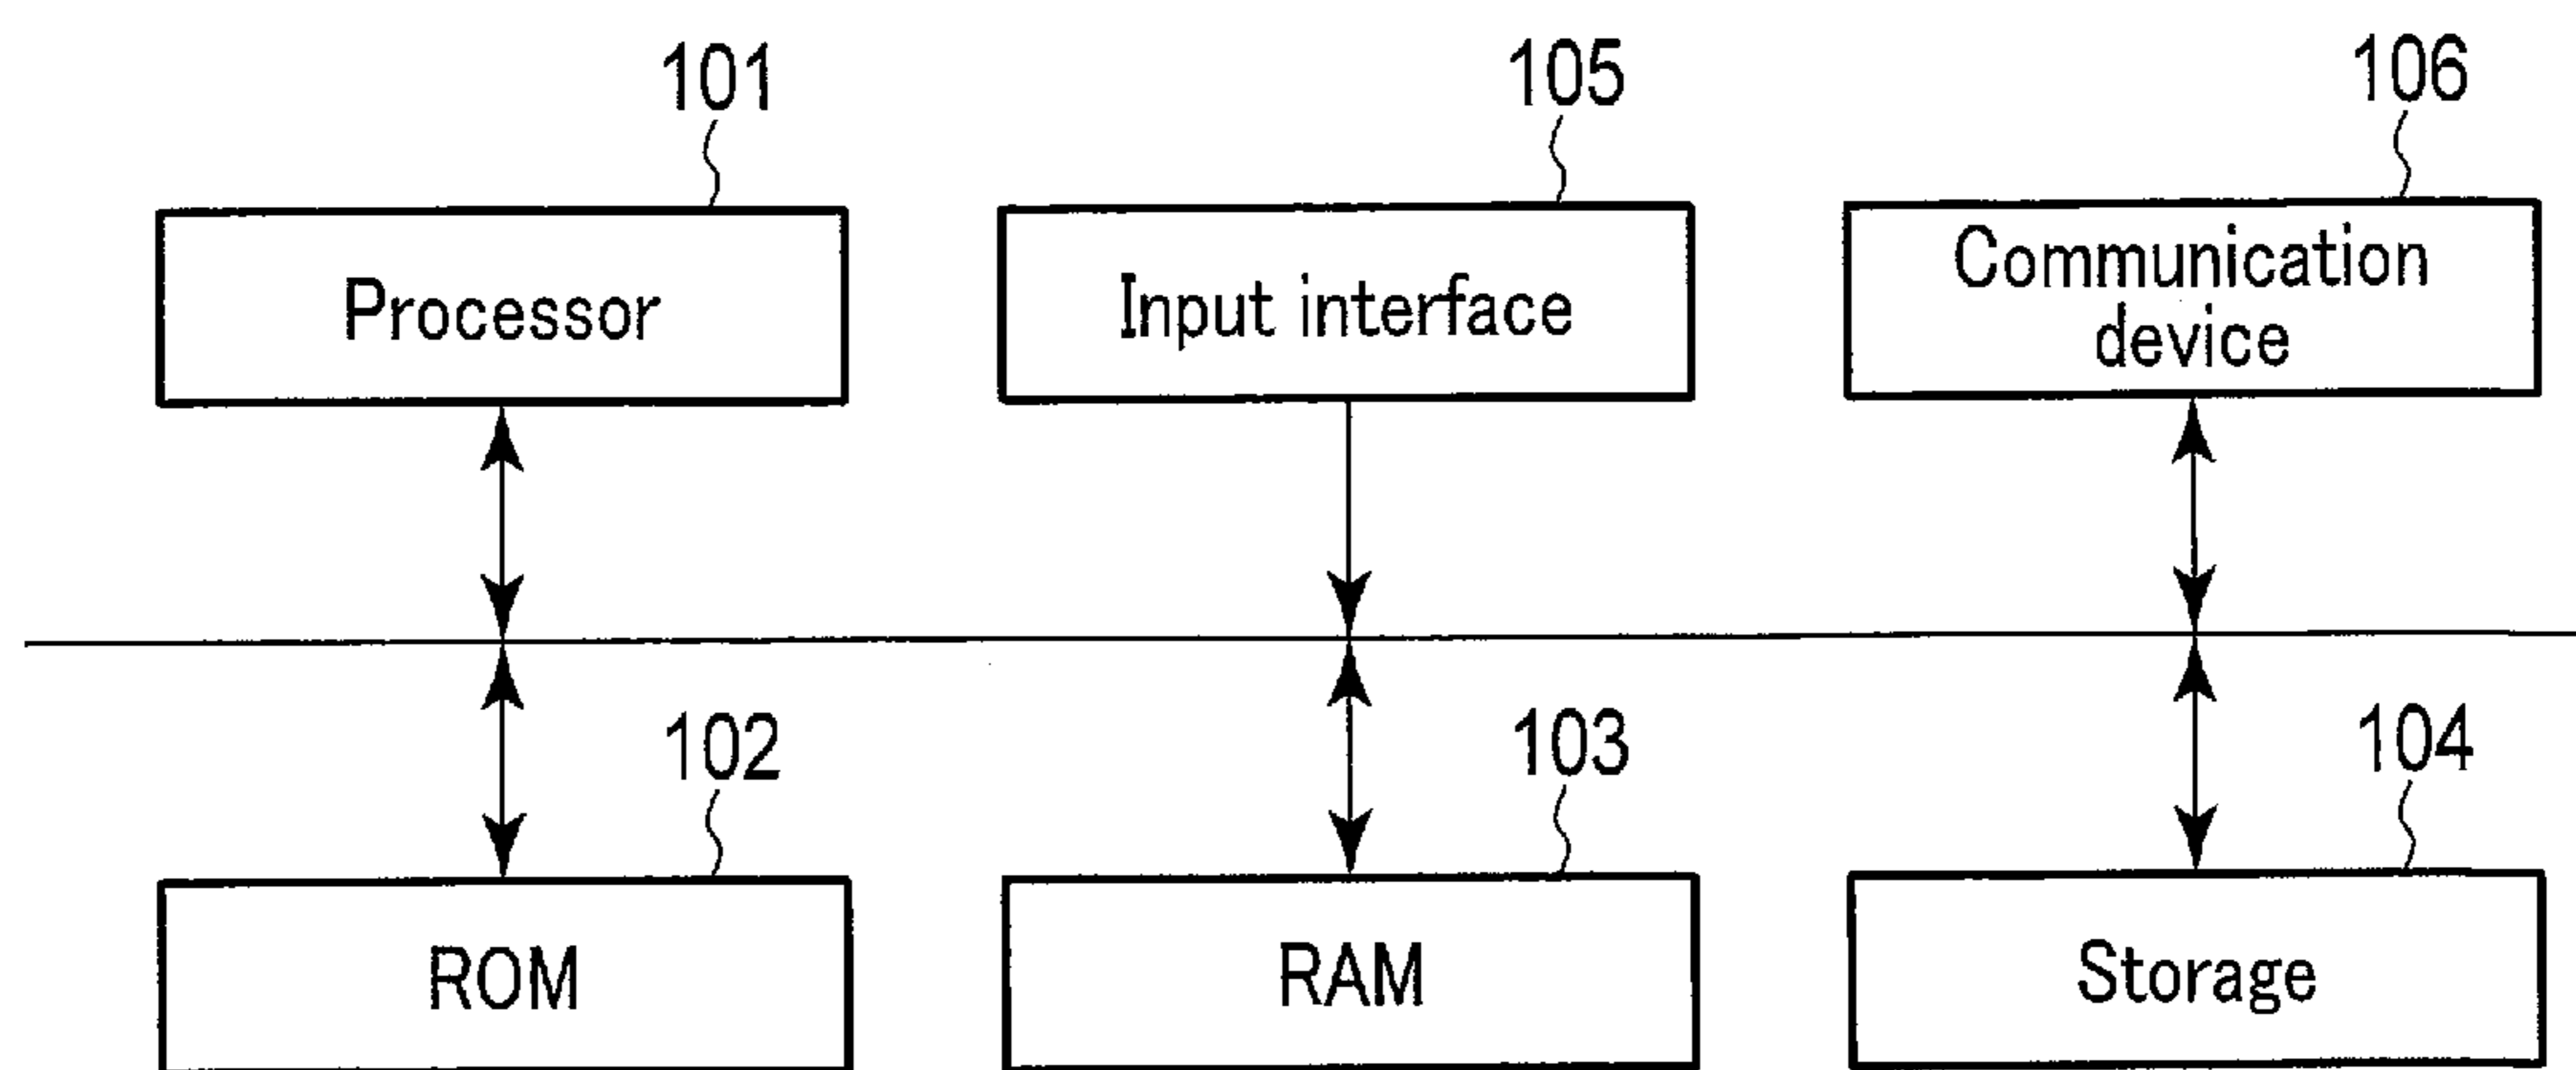 101
105
106
Processor
Input interface
Communication
device
102
103
104
ROM
RAM
Storage